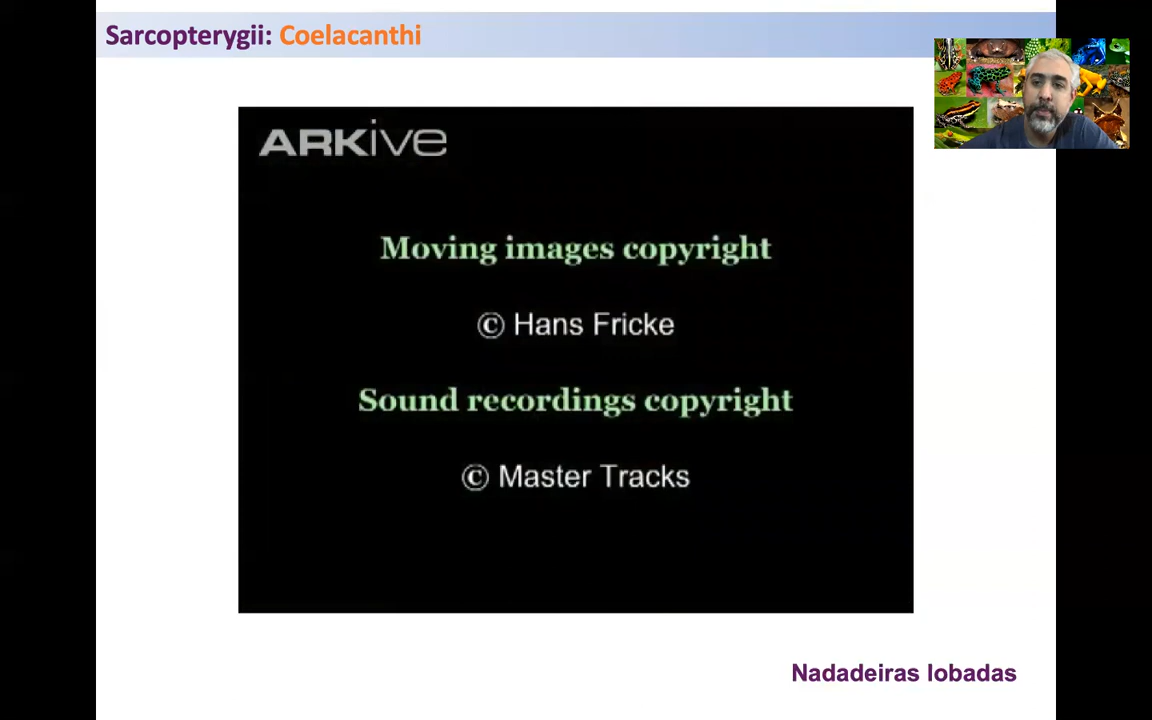 Sarcopterygii: Coelacanthi
ARKive
Moving images copyright
© Hans Fricke
Sound recordings copyright
© Master Tracks
Nadadeiras lobadas